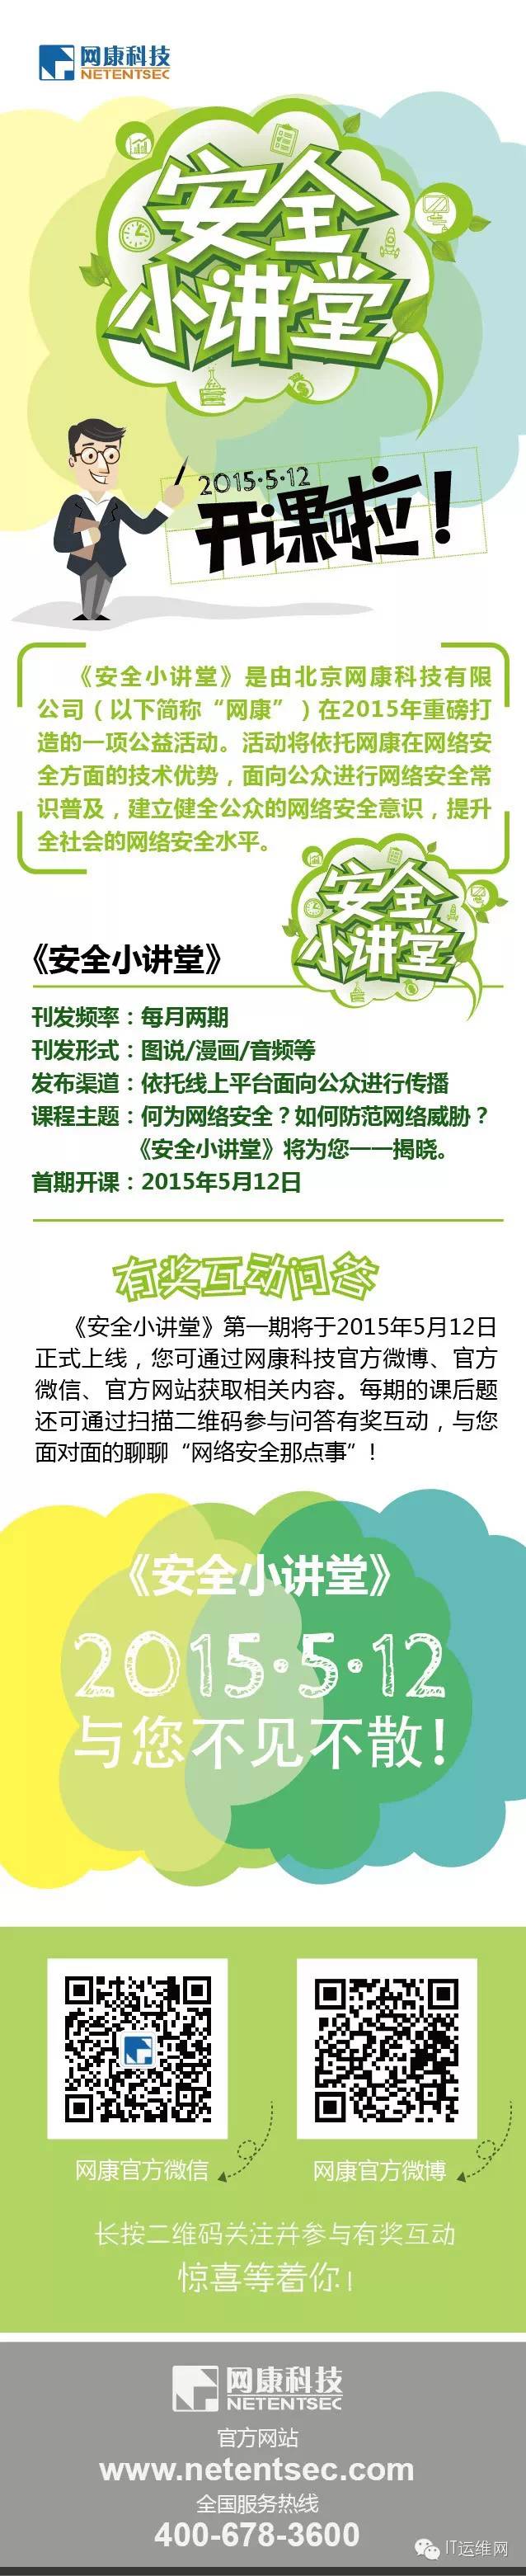 网康科技
NETENTSEC
安全
小讲堂
2015·5·12
开课啦！
《安全小讲堂》是由北京网康科技有限
公司（以下简称“网康”）在2015年重磅打
造的一项公益活动。活动将依托网康在网络安
全方面的技术优势，面向公众进行网络安全常
识普及，建立健全公众的网络安全意识，提升
全社会的网络安全水平。
安全
小讲堂
《安全小讲堂》
刊发频率：每月两期
刊发形式：图说/漫画/音频等
发布渠道：依托线上平台面向公众进行传播
课程主题：何为网络安全？如何防范网络威胁？
《安全小讲堂》将为您一一揭晓。
首期开课：2015年5月12日
有奖互动问答
《安全小讲堂》第一期将于2015年5月12日
正式上线，您可通过网康科技官方微博、官方
微信、官方网站获取相关内容。每期的课后题
还可通过扫描二维码参与问答有奖互动，与您
面对面的聊聊“网络安全那点事”！
《安全小讲堂》
2015·5·12
与您不见不散！
网康官方微信
网康官方微博
长按二维码关注并参与有奖互动
惊喜等着你！
网康科技
NETENTSEC
官方网站
www.netentsec.com
全国服务热线
400-678-3600
IT运维网